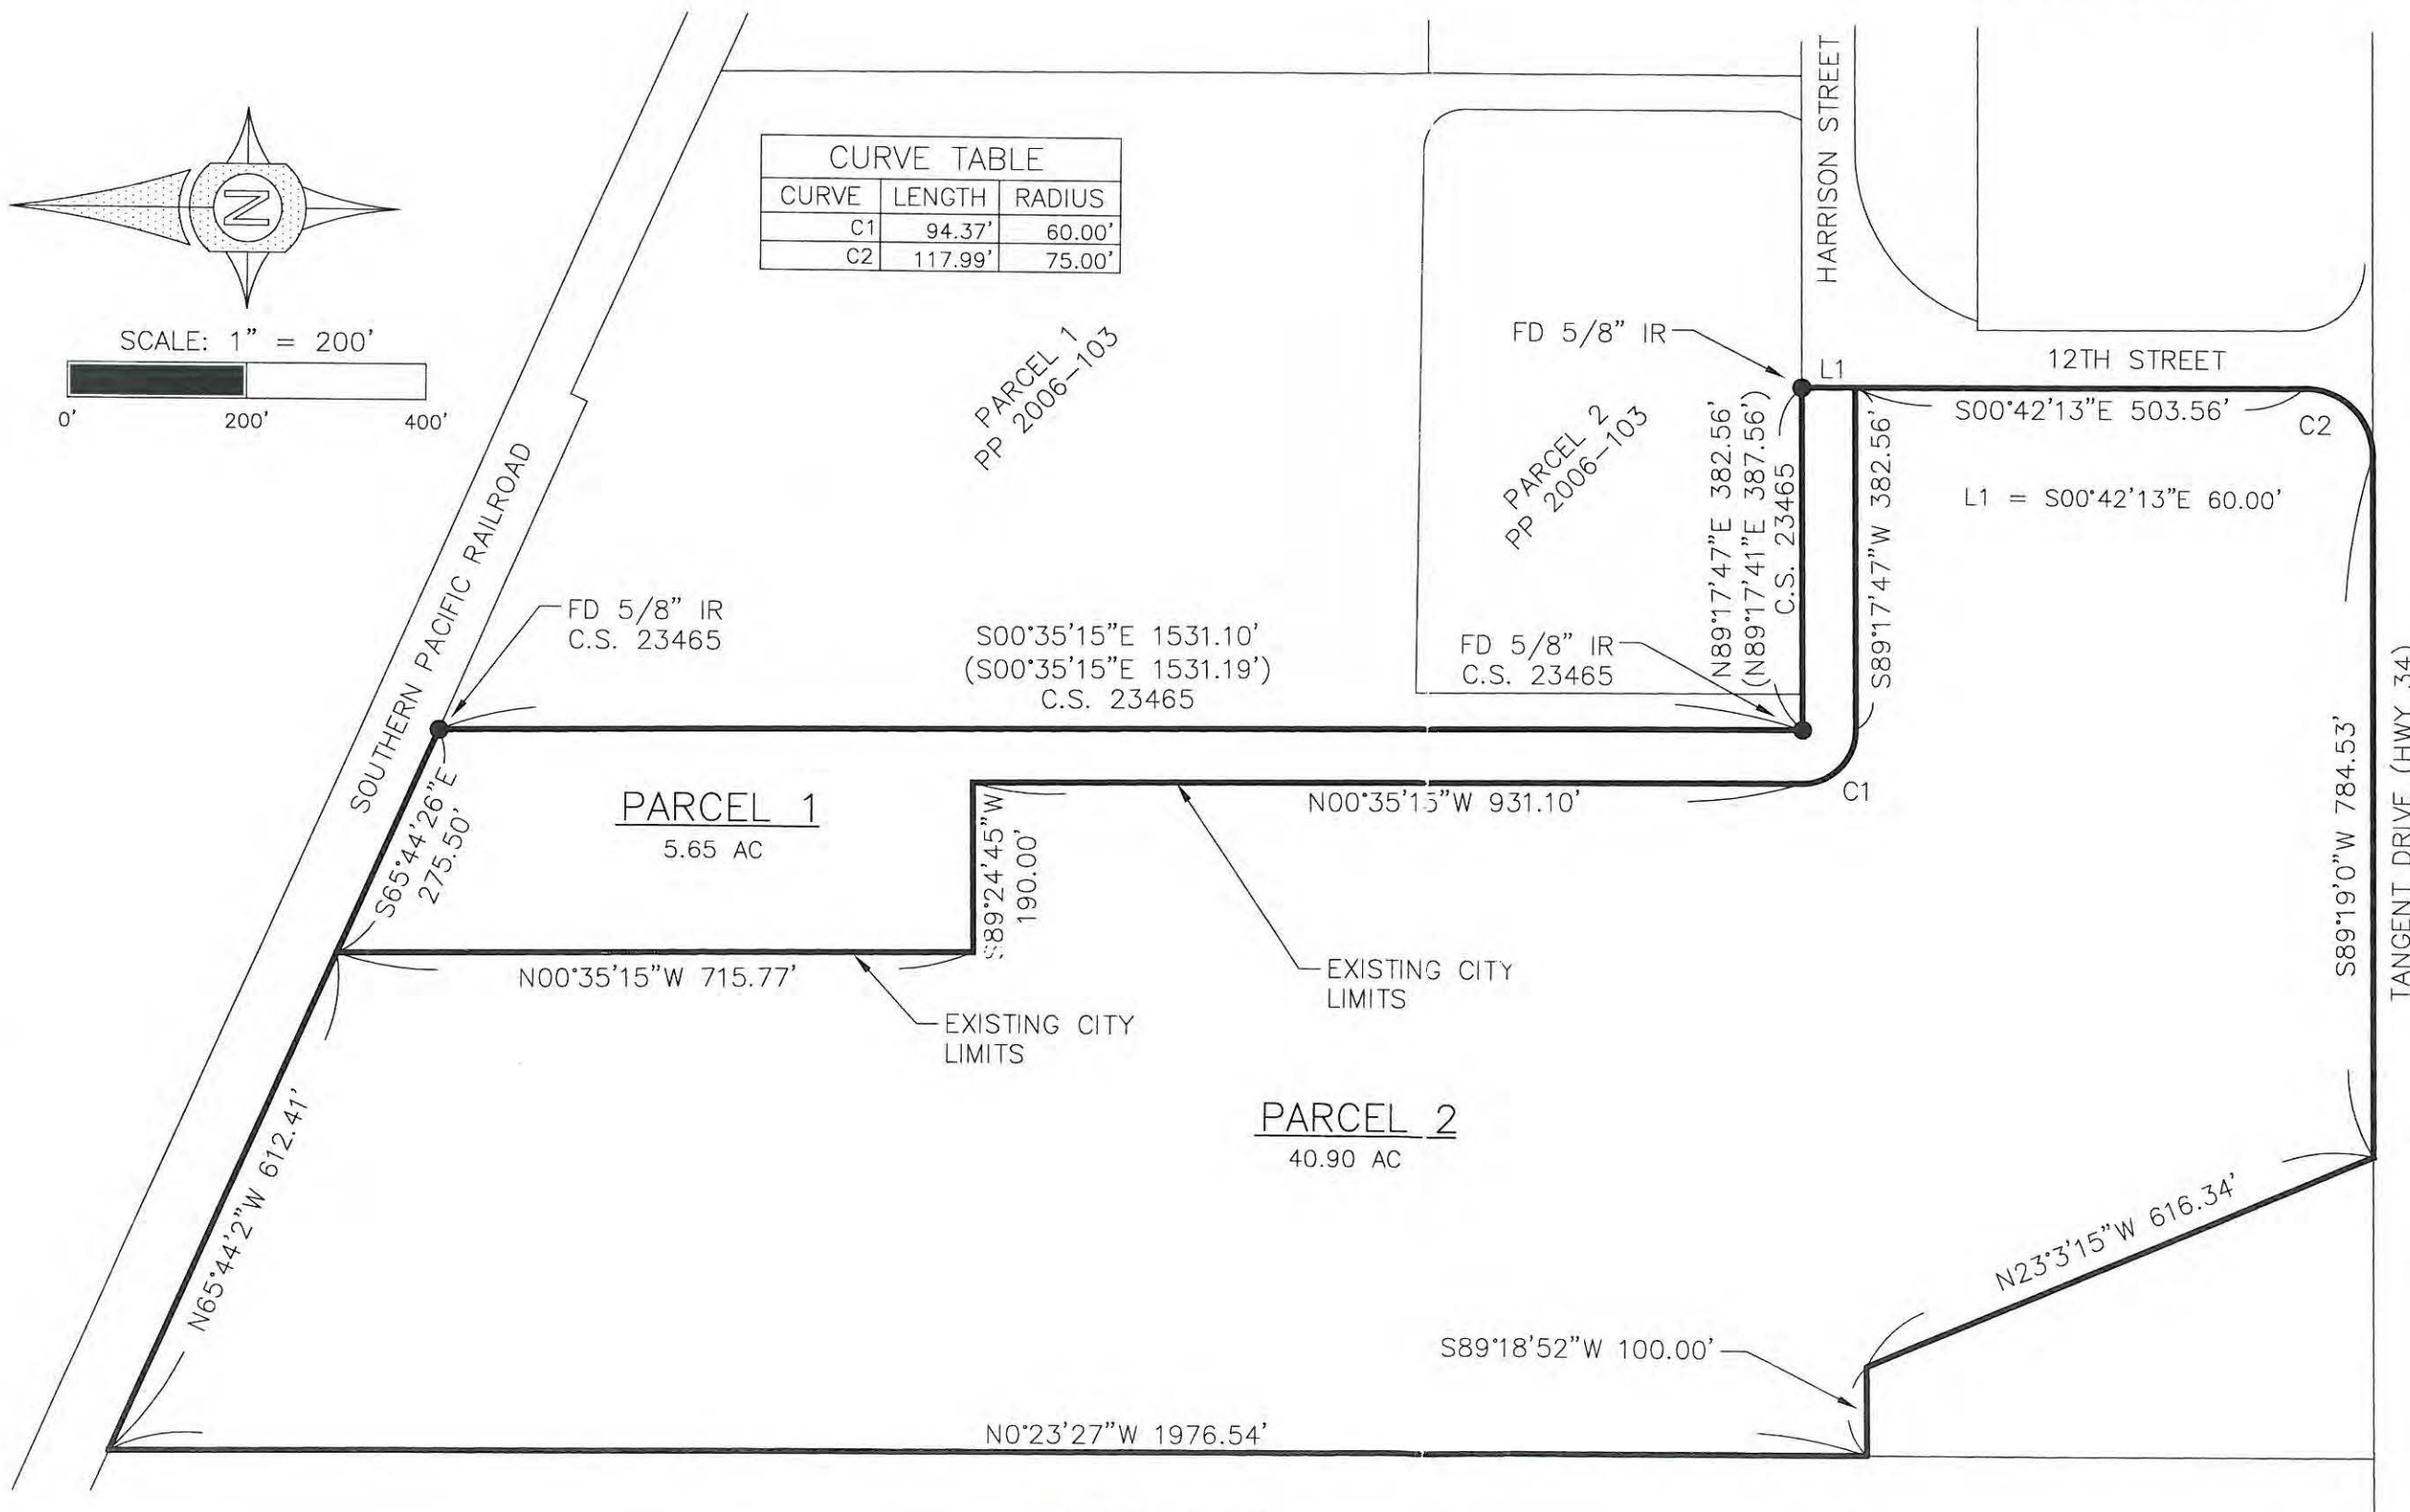 N
SCALE: 1" = 200'
0' 200' 400'
CURVE TABLE
CURVE LENGTH RADIUS
C1 94.37' 60.00'
C2 117.99' 75.00'
PARCEL 1
PP 2006-103
PARCEL 2
PP 2006-103
HARRISON STREET
12TH STREET
FD 5/8" IR
L1
S00°42'13"E 503.56'
C2
L1 = S00°42'13"E 60.00'
N89°17'47"E 382.56'
(N89°17'41"E 387.56')
C.S. 23465
S89°17'47"W 382.56'
SOUTHERN PACIFIC RAILROAD
FD 5/8" IR
C.S. 23465
S00°35'15"E 1531.10'
(S00°35'15"E 1531.19')
C.S. 23465
FD 5/8" IR
C.S. 23465
S65°44'26"E
275.50'
PARCEL 1
5.65 AC
S89°24'45"W
190.00'
N00°35'15"W 931.10'
C1
S89°19'0"W 784.53'
TANGENT DRIVE (HWY 34)
N00°35'15"W 715.77'
EXISTING CITY
LIMITS
EXISTING CITY
LIMITS
N65°44'2"W 612.41'
PARCEL 2
40.90 AC
N23°3'15"W 616.34'
S89°18'52"W 100.00'
N0°23'27"W 1976.54'